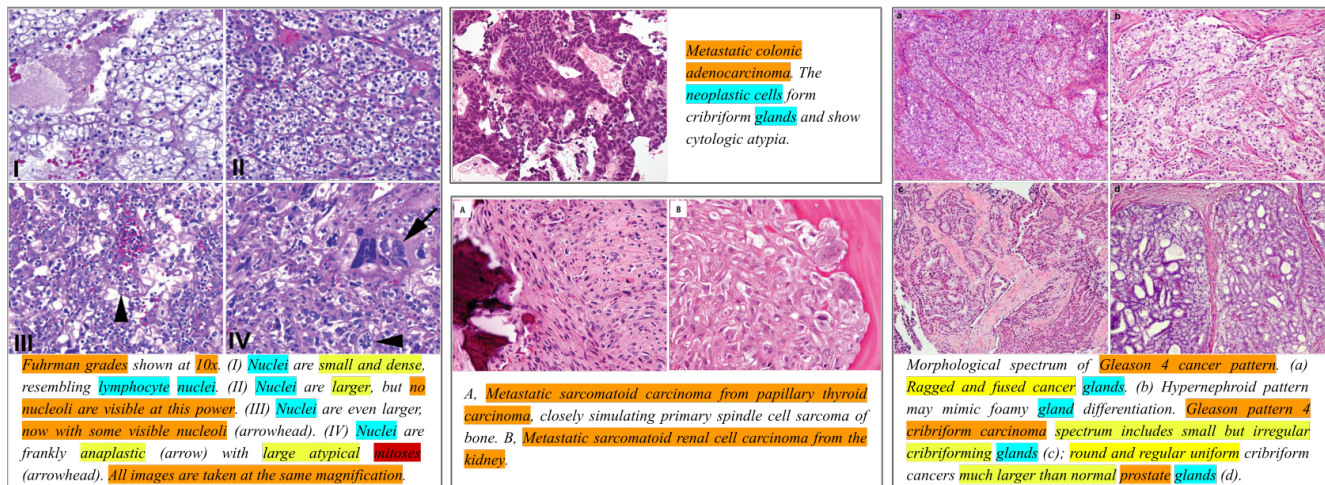 I
II
III
IV
Fuhrman grades shown at 10x. (I) Nuclei are small and dense,
resembling lymphocyte nuclei. (II) Nuclei are larger, but no
nucleoli are visible at this power. (III) Nuclei are even larger,
now with some visible nucleoli (arrowhead). (IV) Nuclei are
frankly anaplastic (arrow) with large atypical mitoses
(arrowhead). All images are taken at the same magnification.
Metastatic colonic
adenocarcinoma. The
neoplastic cells form
cribriform glands and show
cytologic atypia.
A
B
A, Metastatic sarcomatoid carcinoma from papillary thyroid
carcinoma, closely simulating primary spindle cell sarcoma of
bone. B, Metastatic sarcomatoid renal cell carcinoma from the
kidney.
a
b
c
d
Morphological spectrum of Gleason 4 cancer pattern. (a)
Ragged and fused cancer glands. (b) Hypernephroid pattern
may mimic foamy gland differentiation. Gleason pattern 4
cribriform carcinoma spectrum includes small but irregular
cribriforming glands (c); round and regular uniform cribriform
cancers much larger than normal prostate glands (d).